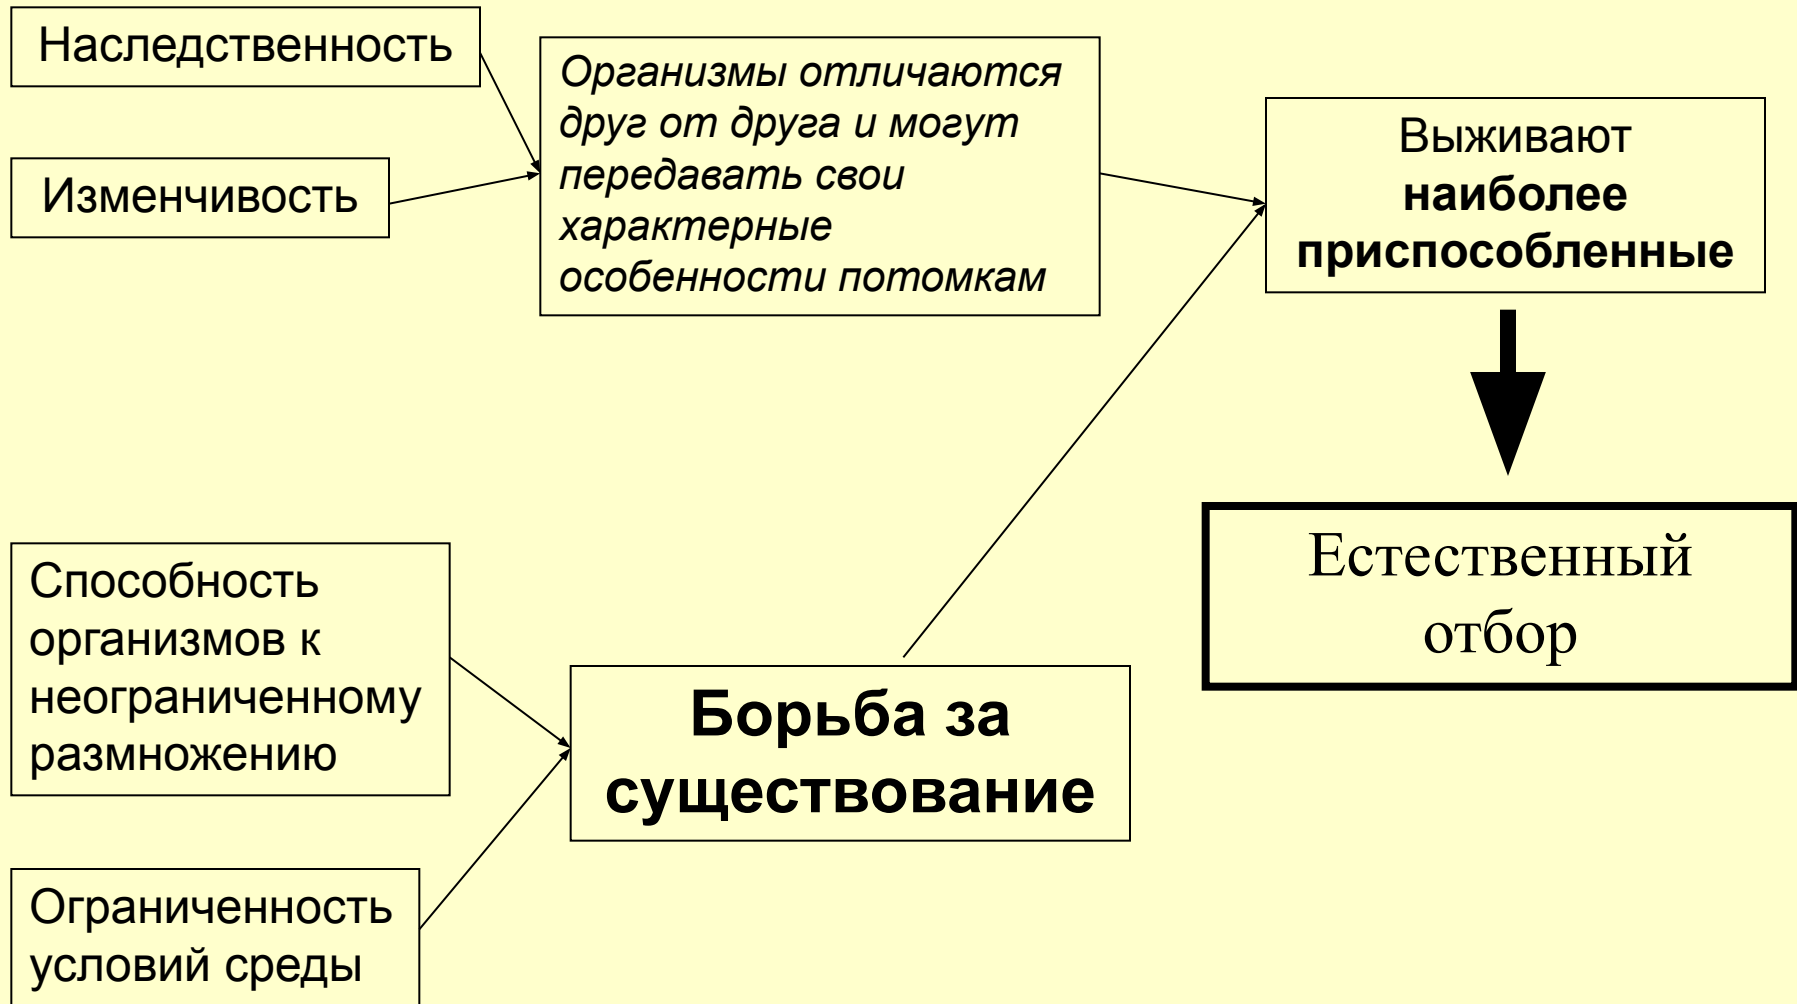 Наследственность
Изменчивость
Организмы отличаются
друг от друга и могут
передавать свои
характерные
особенности потомкам
Выживают
наиболее
приспособленные
Естественный
отбор
Способность
организмов к
неограниченному
размножению
Борьба за
существование
Ограниченность
условий среды